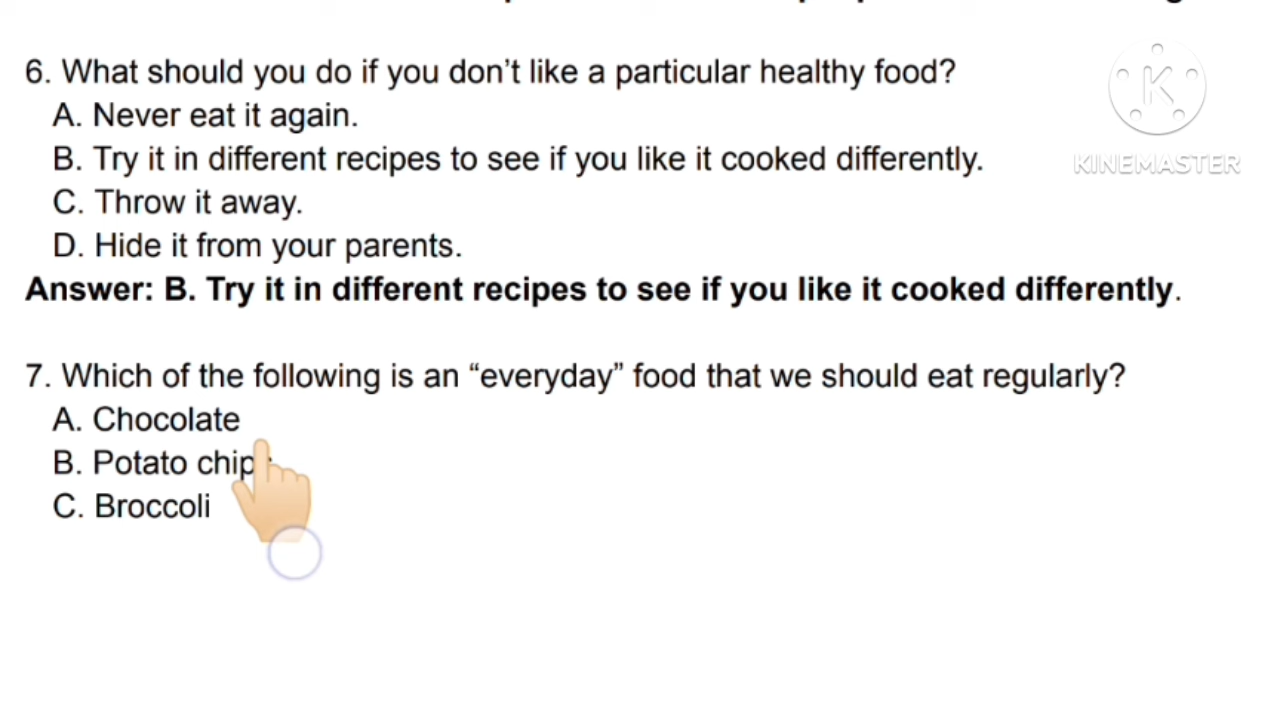 6. What should you do if you don’t like a particular healthy food?
A. Never eat it again.
B. Try it in different recipes to see if you like it cooked differently.
C. Throw it away.
D. Hide it from your parents.
Answer: B. Try it in different recipes to see if you like it cooked differently.
7. Which of the following is an “everyday” food that we should eat regularly?
A. Chocolate
B. Potato chips
C. Broccoli
K
KINEMASTER